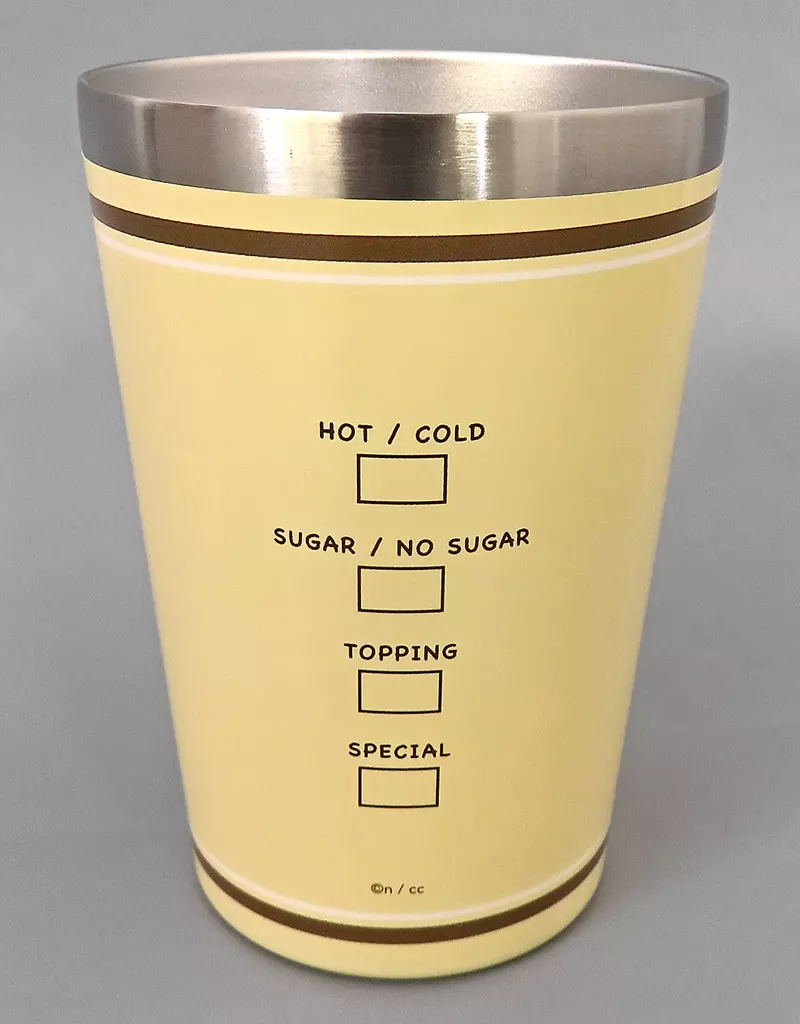 HOT / COLD
SUGAR / NO SUGAR
TOPPING
SPECIAL
©n / cc